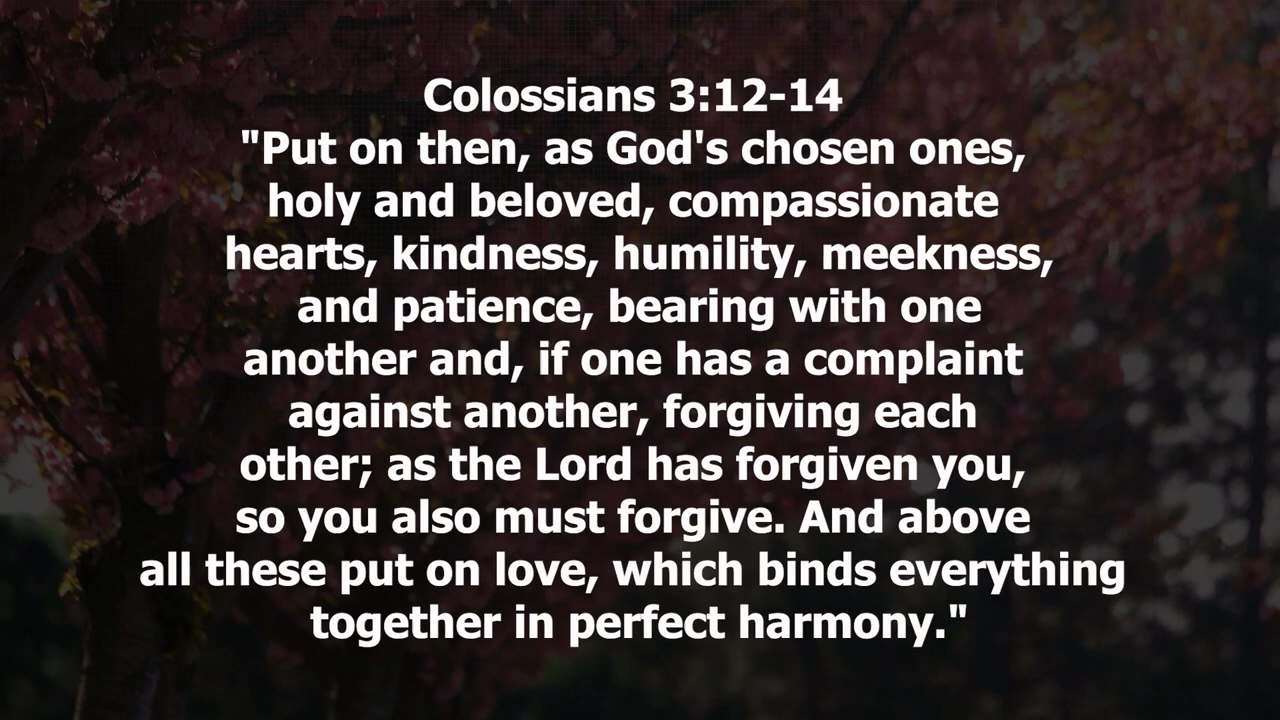 Colossians 3:12-14
"Put on then, as God's chosen ones,
holy and beloved, compassionate
hearts, kindness, humility, meekness,
and patience, bearing with one
another and, if one has a complaint
against another, forgiving each
other; as the Lord has forgiven you,
so you also must forgive. And above
all these put on love, which binds everything
together in perfect harmony."